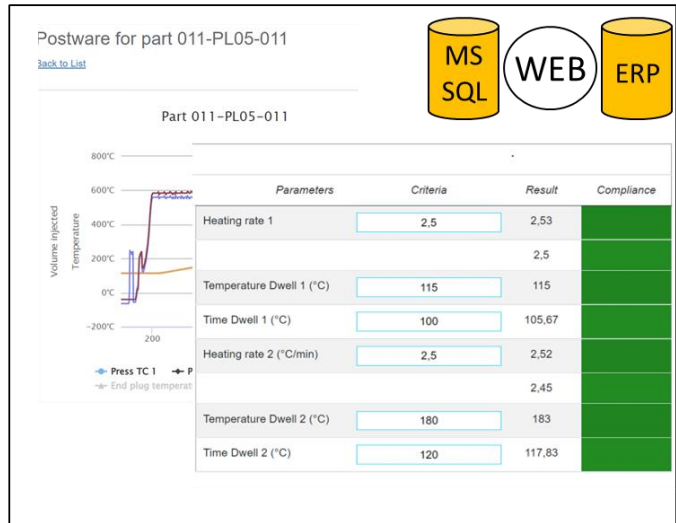 Postware for part 011-PL05-011
Back to List
MS
SQL
WEB
ERP
Part 011-PL05-011
800°C
600°C
400°C
200°C
0°C
-200°C
Volume injected
Temperature
200
Press TC 1 P
End plug temperat
Parameters Criteria Result Compliance
Heating rate 1 2,5 2,53
2,5
Temperature Dwell 1 (°C) 115 115
Time Dwell 1 (°C) 100 105,67
Heating rate 2 (°C/min) 2,5 2,52
2,45
Temperature Dwell 2 (°C) 180 183
Time Dwell 2 (°C) 120 117,83